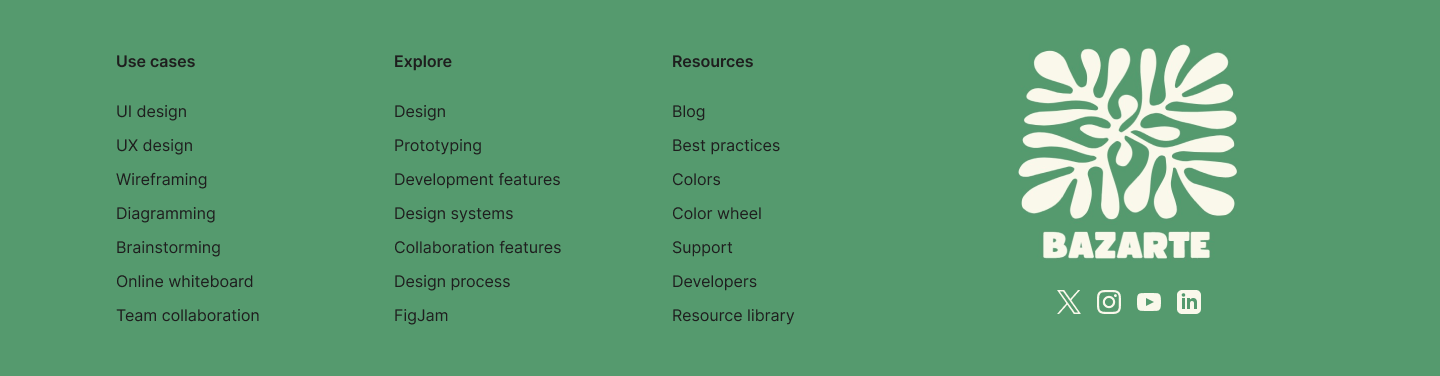 Use cases
UI design
UX design
Wireframing
Diagramming
Brainstorming
Online whiteboard
Team collaboration
Explore
Design
Prototyping
Development features
Design systems
Collaboration features
Design process
FigJam
Resources
Blog
Best practices
Colors
Color wheel
Support
Developers
Resource library
BAZARTE
in